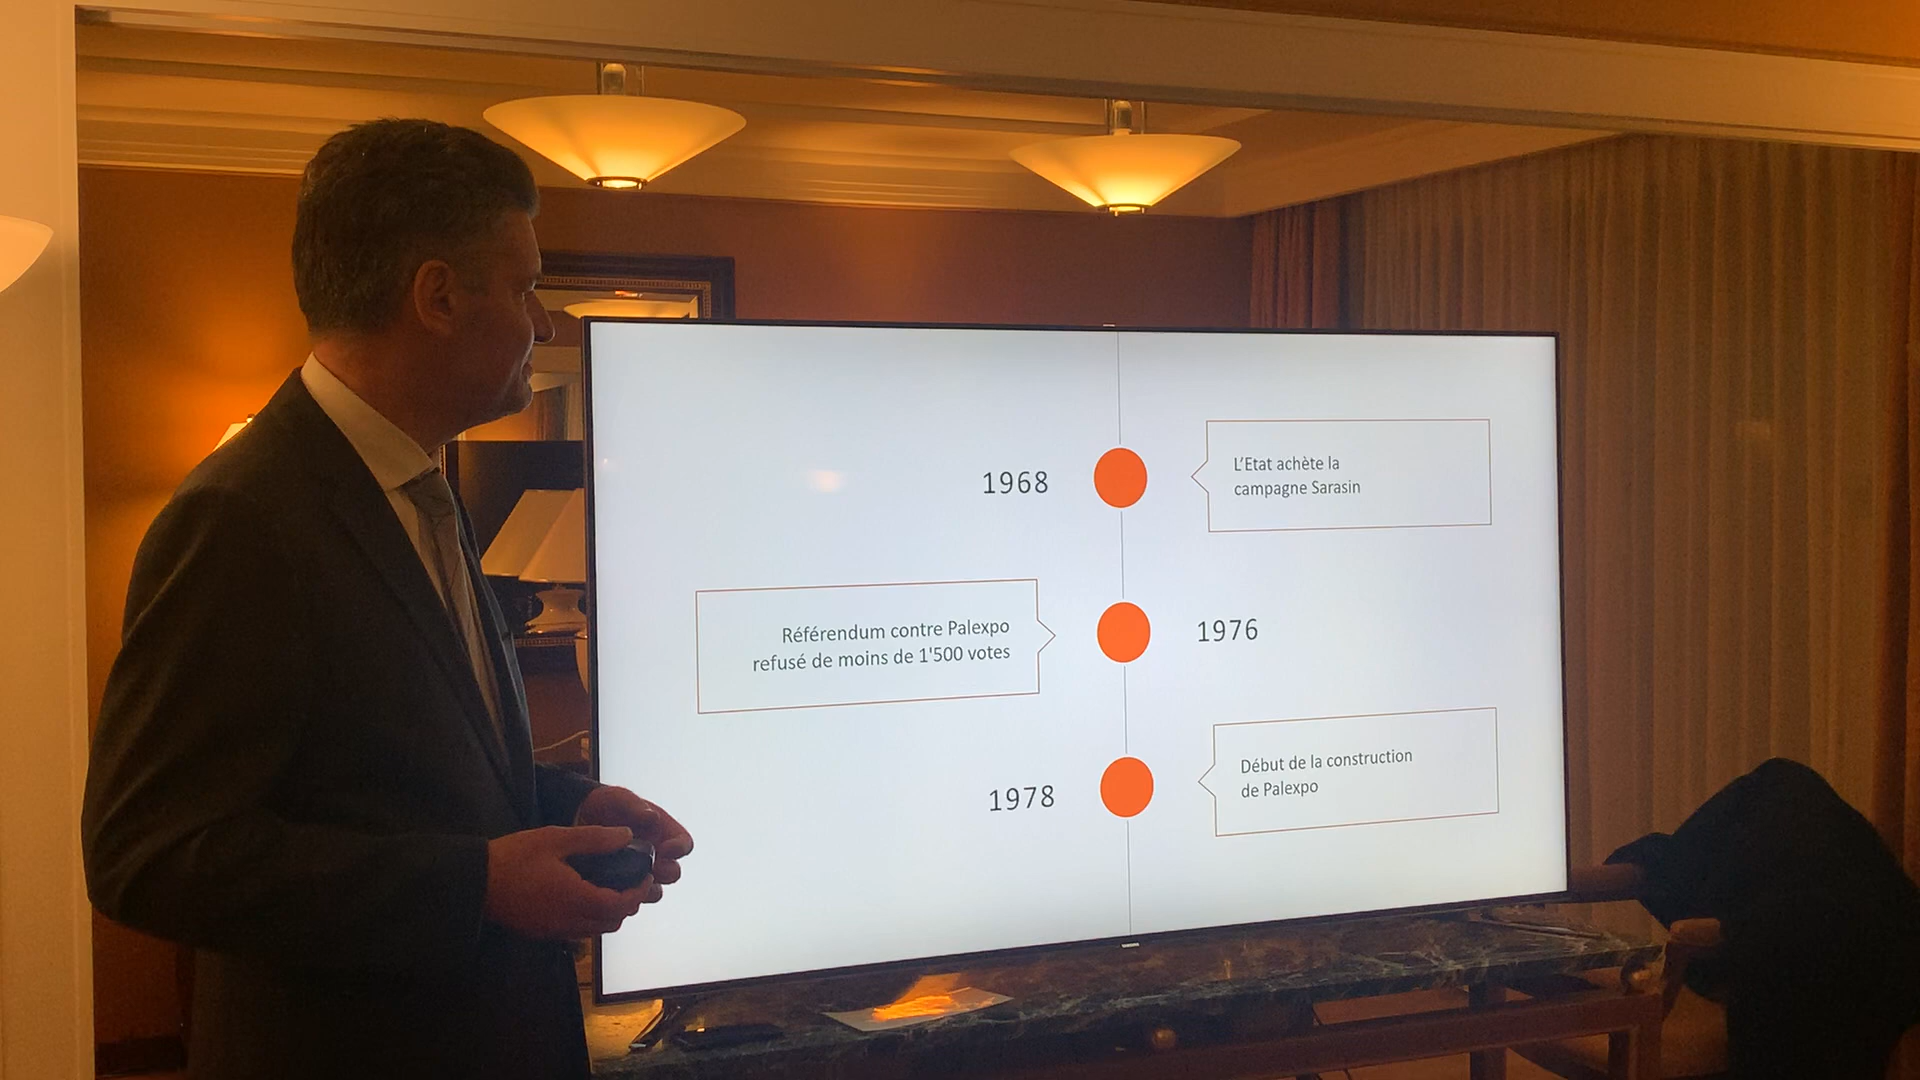 1968
L'Etat achète la
campagne Sarasin
Référendum contre Palexpo
refusé de moins de 1'500 votes
1976
1978
Début de la construction
de Palexpo